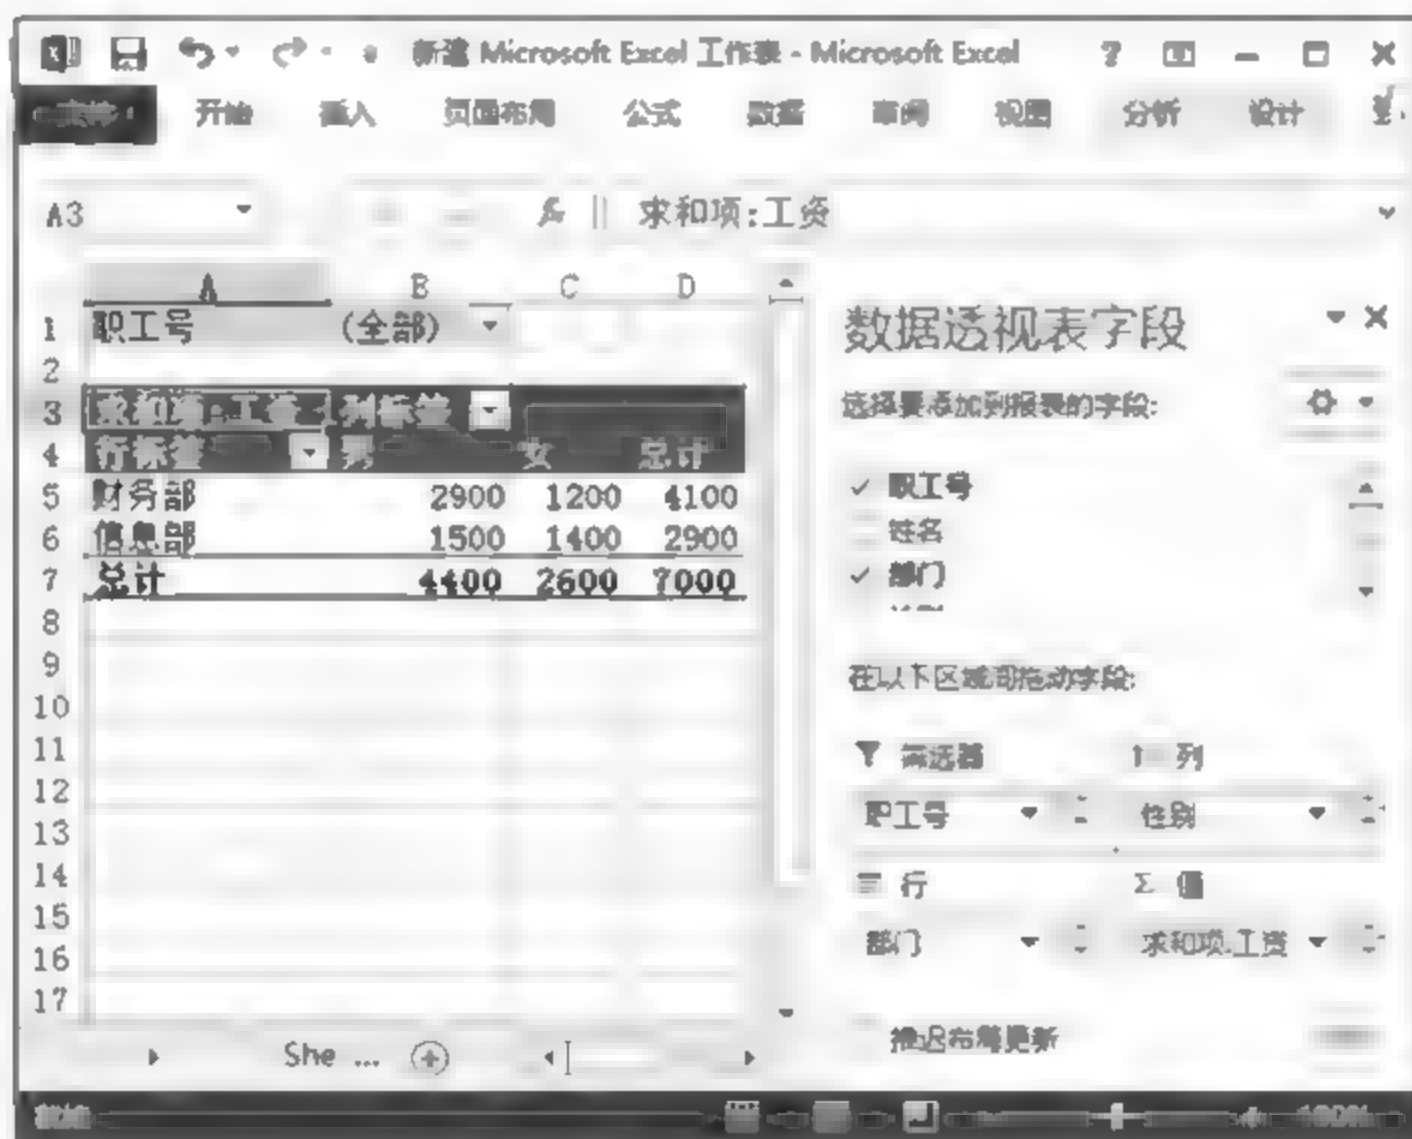 新建 Microsoft Excel 工作表 - Microsoft Excel ?
开始 插入 页面布局 公式 数据 审阅 视图 分析 设计
A3 fx 求和项:工资
A B C D
1 职工号 (全部)
2
3 求和项:工资 列标签
4 行标签 男 女 总计
5 财务部 2900 1200 4100
6 信息部 1500 1400 2900
7 总计 4400 2600 7000
8
9
10
11
12
13
14
15
16
17
She ...
数据透视表字段
选择要添加到报表的字段:
职工号
姓名
部门
在以下区域间拖动字段:
筛选器 列
职工号 性别
行 Σ 值
部门 求和项:工资
推迟布局更新
100%